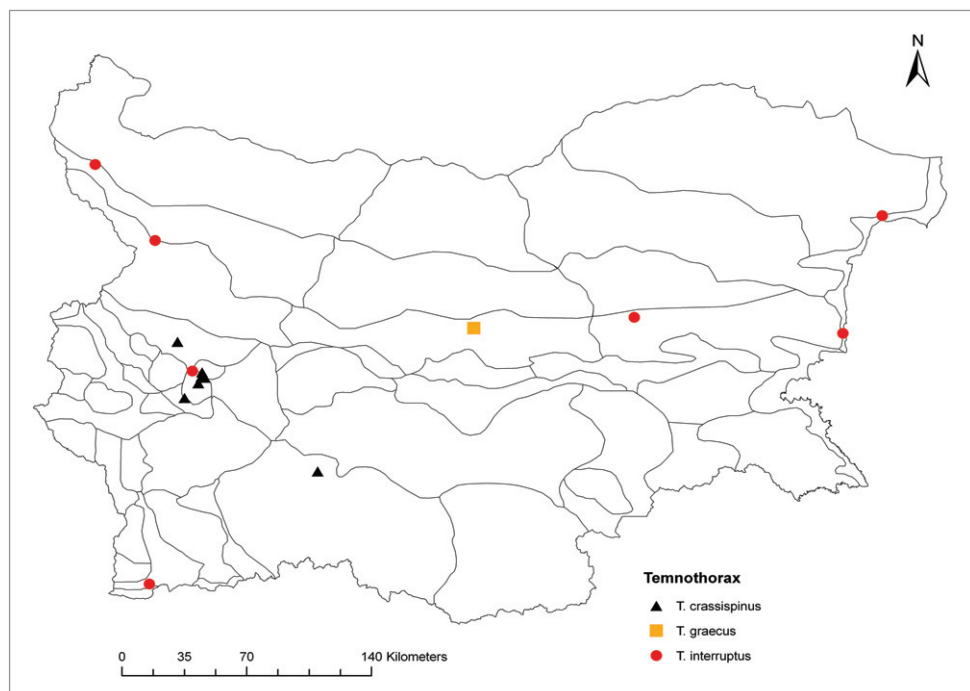 N
Temnothorax
T. crassispinus
T. graecus
T. interruptus
0 35 70 140 Kilometers